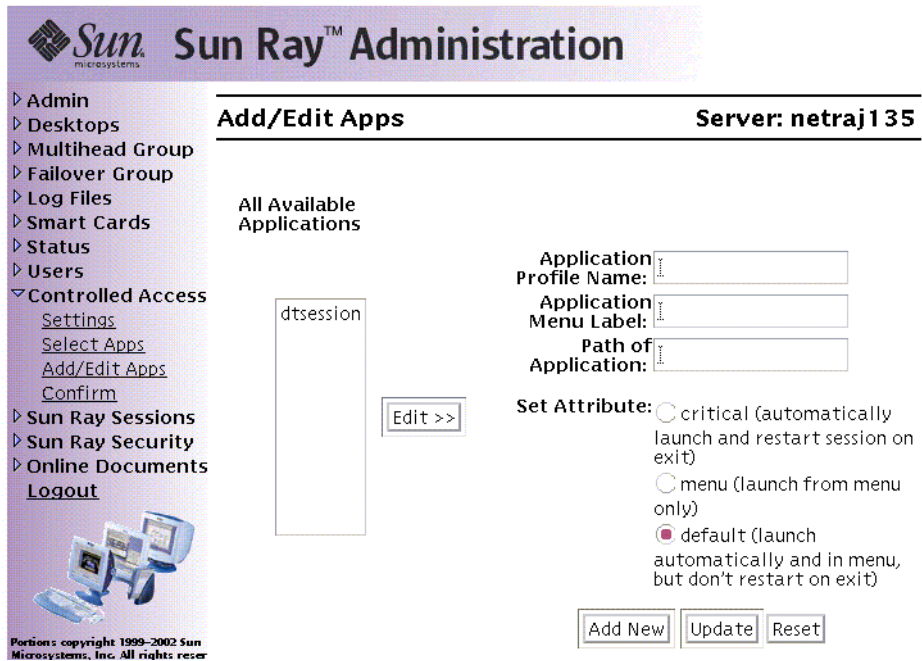 Sun microsystems
Sun Ray™ Administration
Admin
Desktops
Multihead Group
Failover Group
Log Files
Smart Cards
Status
Users
Controlled Access
Settings
Select Apps
Add/Edit Apps
Confirm
Sun Ray Sessions
Sun Ray Security
Online Documents
Logout
Portions copyright 1999–2002 Sun
Microsystems, Inc. All rights reser
Add/Edit Apps
Server: netraj135
All Available
Applications
dtsession
Edit >>
Application
Profile Name:
Application
Menu Label:
Path of
Application:
Set Attribute:
critical (automatically
launch and restart session on
exit)
menu (launch from menu
only)
default (launch
automatically and in menu,
but don't restart on exit)
Add New
Update
Reset